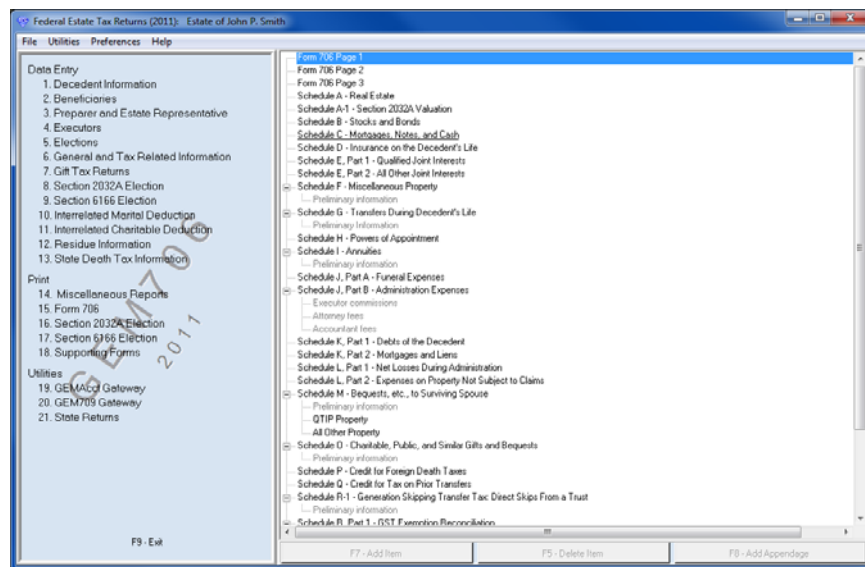 Federal Estate Tax Returns (2011): Estate of John P. Smith
File Utilities Preferences Help
Data Entry
1. Decedent Information
2. Beneficiaries
3. Preparer and Estate Representative
4. Executors
5. Elections
6. General and Tax Related Information
7. Gift Tax Returns
8. Section 2032A Election
9. Section 6166 Election
10. Interrelated Marital Deduction
11. Interrelated Charitable Deduction
12. Residue Information
13. State Death Tax Information
Print
14. Miscellaneous Reports
15. Form 706
16. Section 2032A Election
17. Section 6166 Election
18. Supporting Forms
Utilities
19. GEMAcct Gateway
20. GEM709 Gateway
21. State Returns
GEM706
2011
F9 - Exit
Form 706 Page 1
Form 706 Page 2
Form 706 Page 3
Schedule A - Real Estate
Schedule A-1 - Section 2032A Valuation
Schedule B - Stocks and Bonds
Schedule C - Mortgages, Notes, and Cash
Schedule D - Insurance on the Decedent's Life
Schedule E, Part 1 - Qualified Joint Interests
Schedule E, Part 2 - All Other Joint Interests
Schedule F - Miscellaneous Property
Preliminary information
Schedule G - Transfers During Decedent's Life
Preliminary Information
Schedule H - Powers of Appointment
Schedule I - Annuities
Preliminary information
Schedule J, Part A - Funeral Expenses
Schedule J, Part B - Administration Expenses
Executor commissions
Attorney fees
Accountant fees
Schedule K, Part 1 - Debts of the Decedent
Schedule K, Part 2 - Mortgages and Liens
Schedule L, Part 1 - Net Losses During Administration
Schedule L, Part 2 - Expenses on Property Not Subject to Claims
Schedule M - Bequests, etc., to Surviving Spouse
Preliminary information
QTIP Property
All Other Property
Schedule O - Charitable, Public, and Similar Gifts and Bequests
Preliminary information
Schedule P - Credit for Foreign Death Taxes
Schedule Q - Credit for Tax on Prior Transfers
Schedule R-1 - Generation Skipping Transfer Tax: Direct Skips From a Trust
Preliminary information
Schedule R, Part 1 - GST Exemption Reconciliation
F7 - Add Item
F5 - Delete Item
F8 - Add Appendage